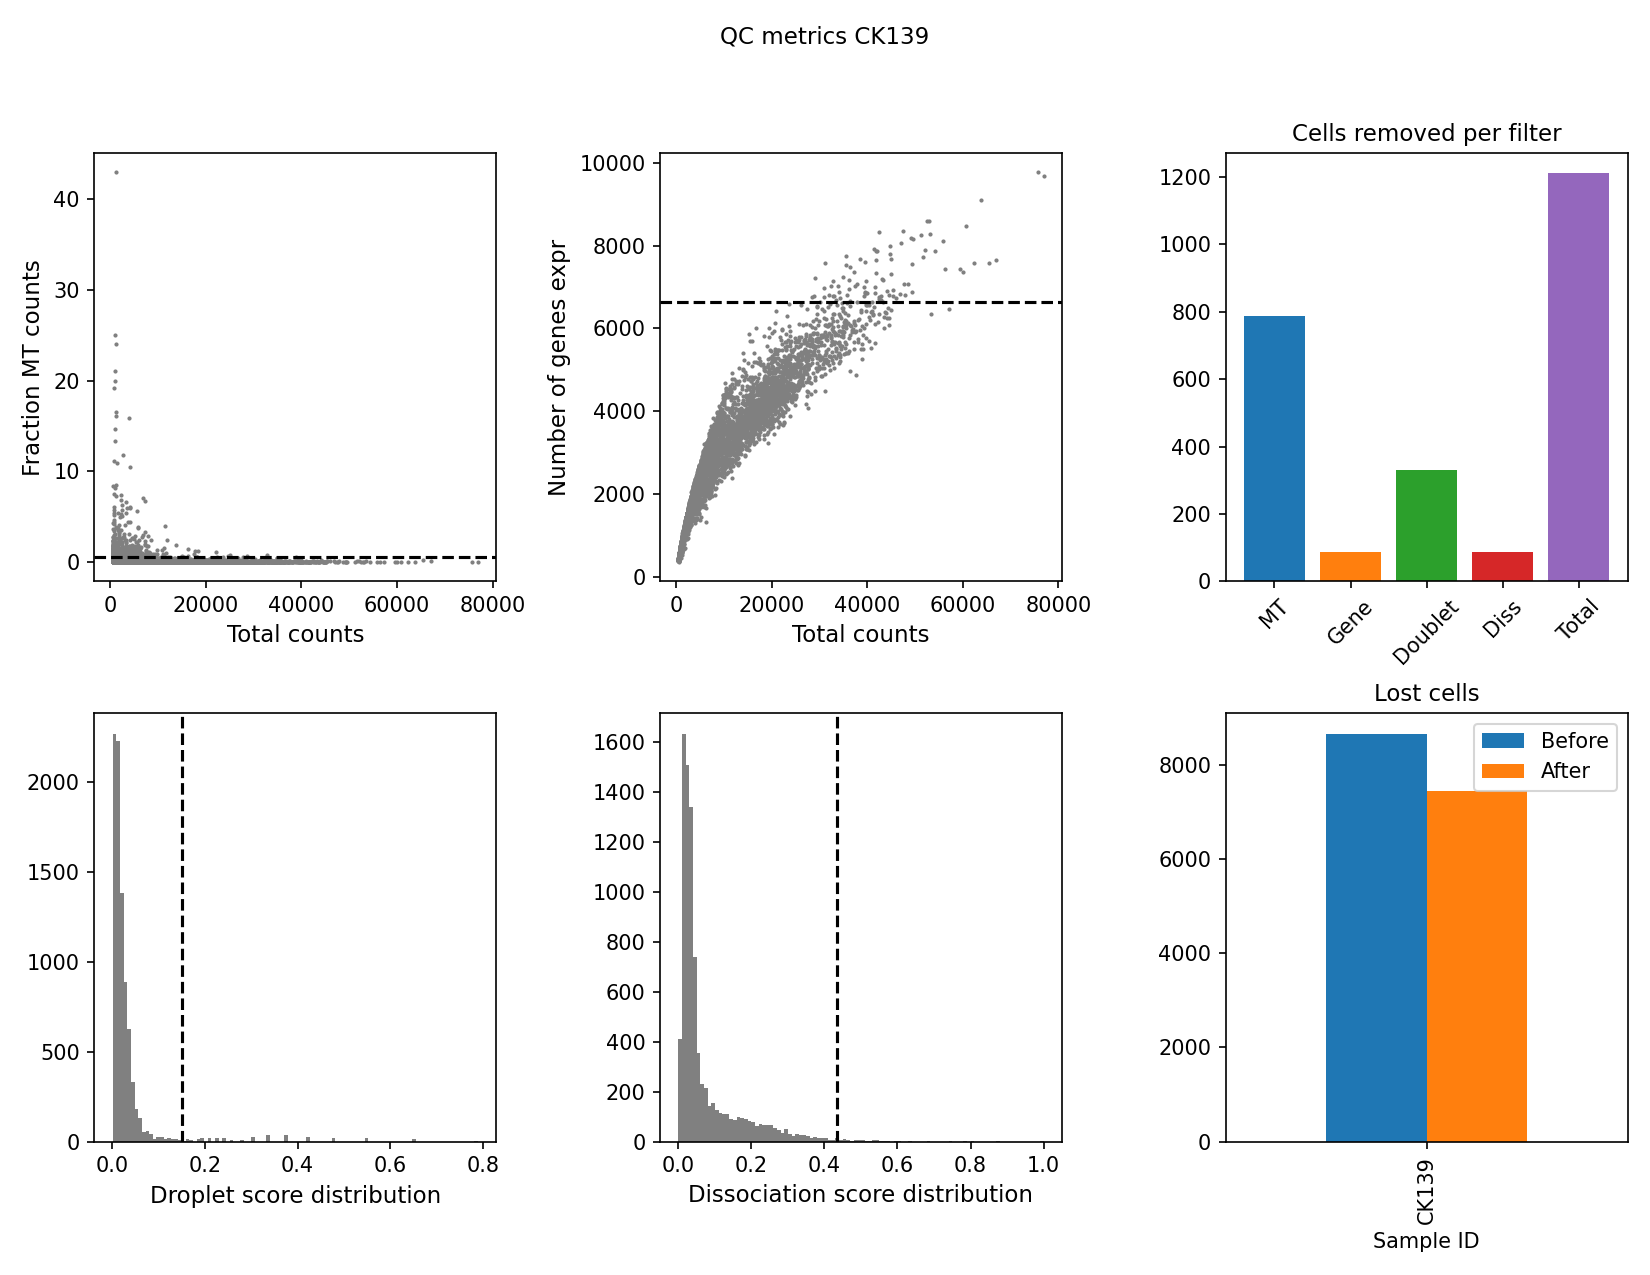 QC metrics CK139
Fraction MT counts
40
30
20
10
0
0 20000 40000 60000 80000
Total counts
Number of genes expr
10000
8000
6000
4000
2000
0
0 20000 40000 60000 80000
Total counts
Cells removed per filter
1200
1000
800
600
400
200
0
MT Gene Doublet Diss Total
2000
1500
1000
500
0
0.0 0.2 0.4 0.6 0.8
Droplet score distribution
1600
1400
1200
1000
800
600
400
200
0
0.0 0.2 0.4 0.6 0.8 1.0
Dissociation score distribution
Lost cells
Before
After
8000
6000
4000
2000
0
CK139
Sample ID